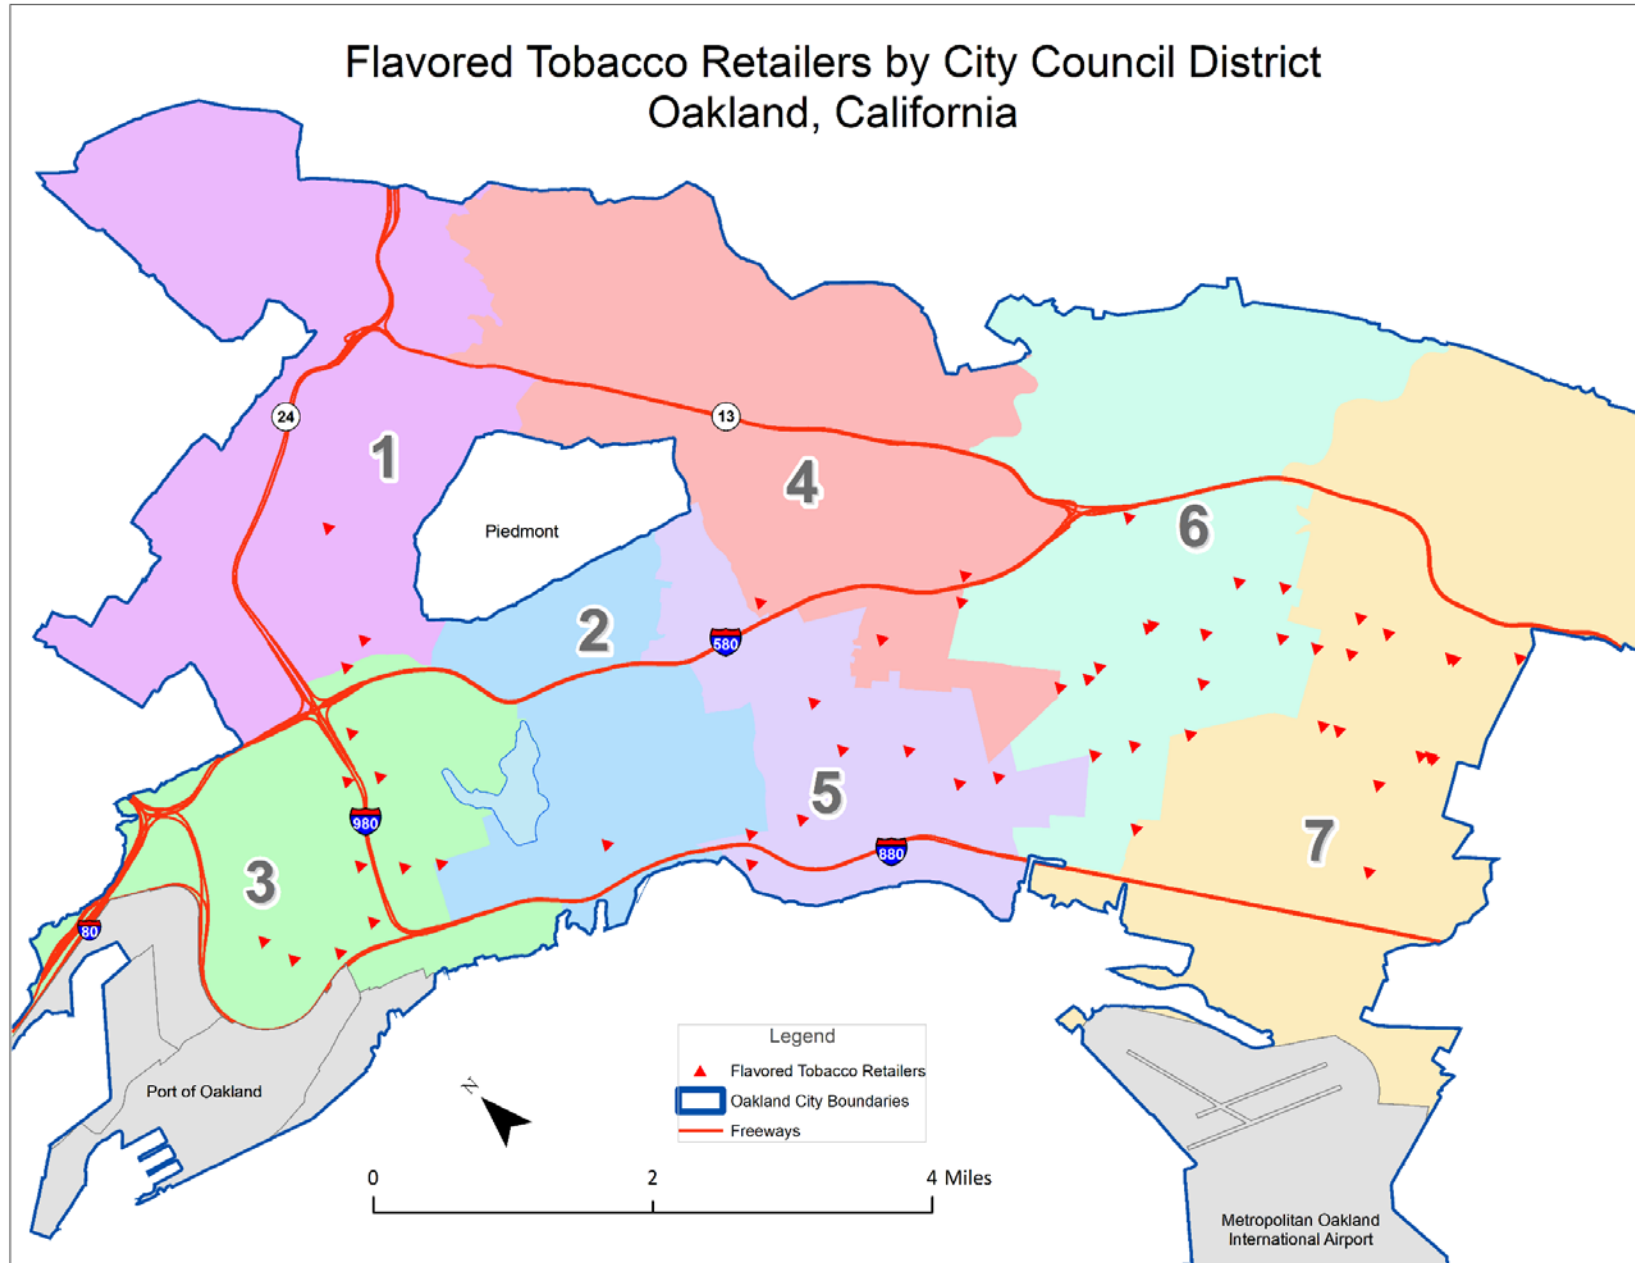 Flavored Tobacco Retailers by City Council District
Oakland, California
24
13
1
4
Piedmont
6
2
580
5
980
880
7
3
80
Legend
Flavored Tobacco Retailers
Oakland City Boundaries
Freeways
Port of Oakland
N
0 2 4 Miles
Metropolitan Oakland
International Airport